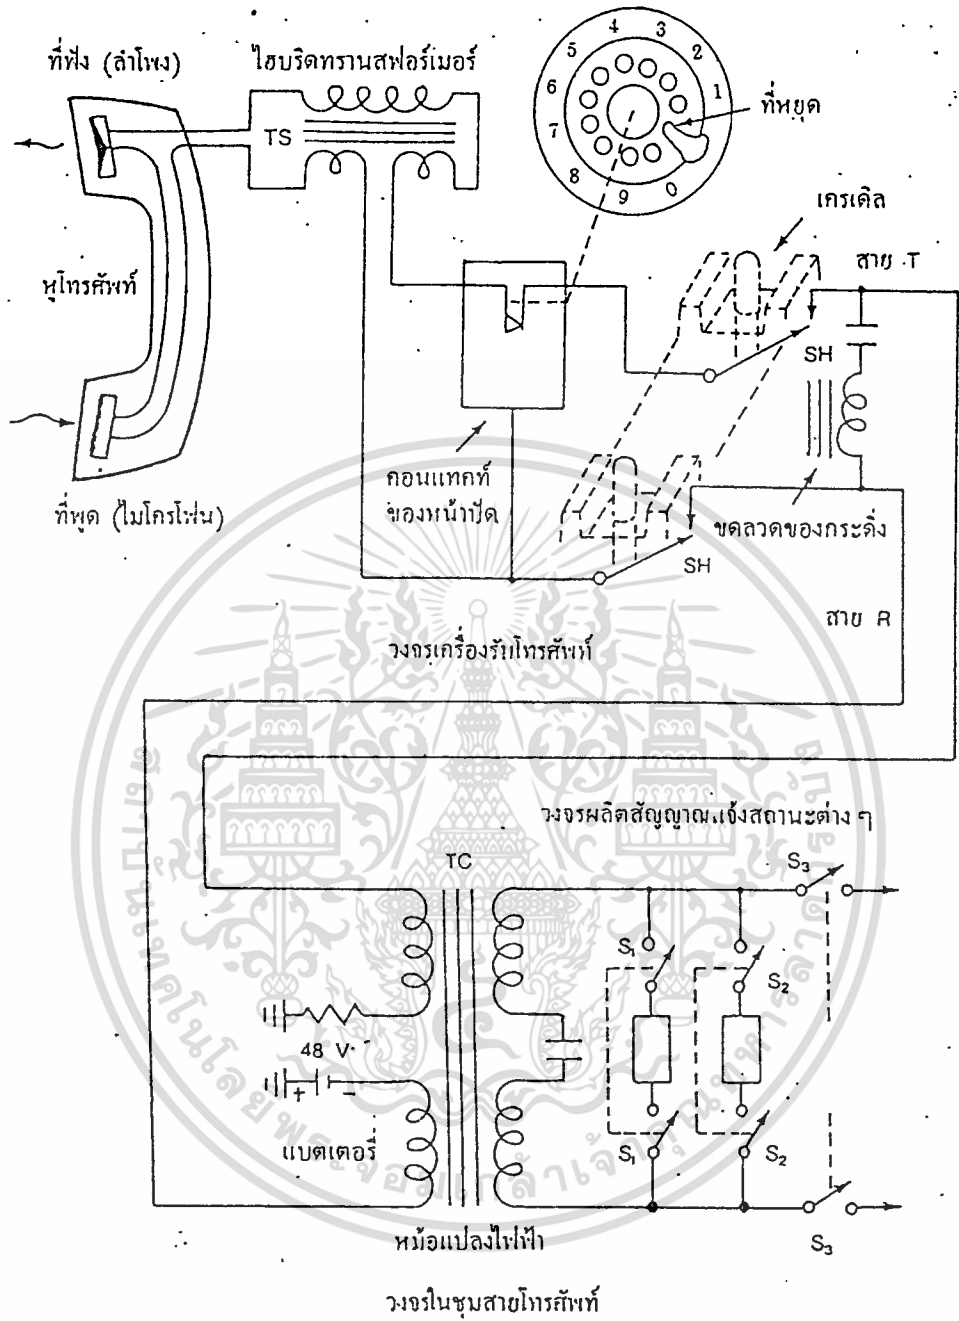 ที่ฟัง (ลำโพง)
ไฮบริดทรานสฟอร์เมอร์
TS
1
2
3
4
5
6
7
8
9
0
ที่หยุด
เครเดิล
สาย T
หูโทรศัพท์
SH
คอนแทคท์
ของหน้าปัด
ที่พูด (ไมโครโฟน)
ขดลวดของกระดิ่ง
SH
สาย R
วงจรเครื่องรับโทรศัพท์
วงจรผลิตสัญญาณแจ้งสถานะต่าง ๆ
TC
S3
S1
S2
48 V
+
-
แบตเตอรี่
S1
S2
S3
หม้อแปลงไฟฟ้า
วงจรในชุมสายโทรศัพท์